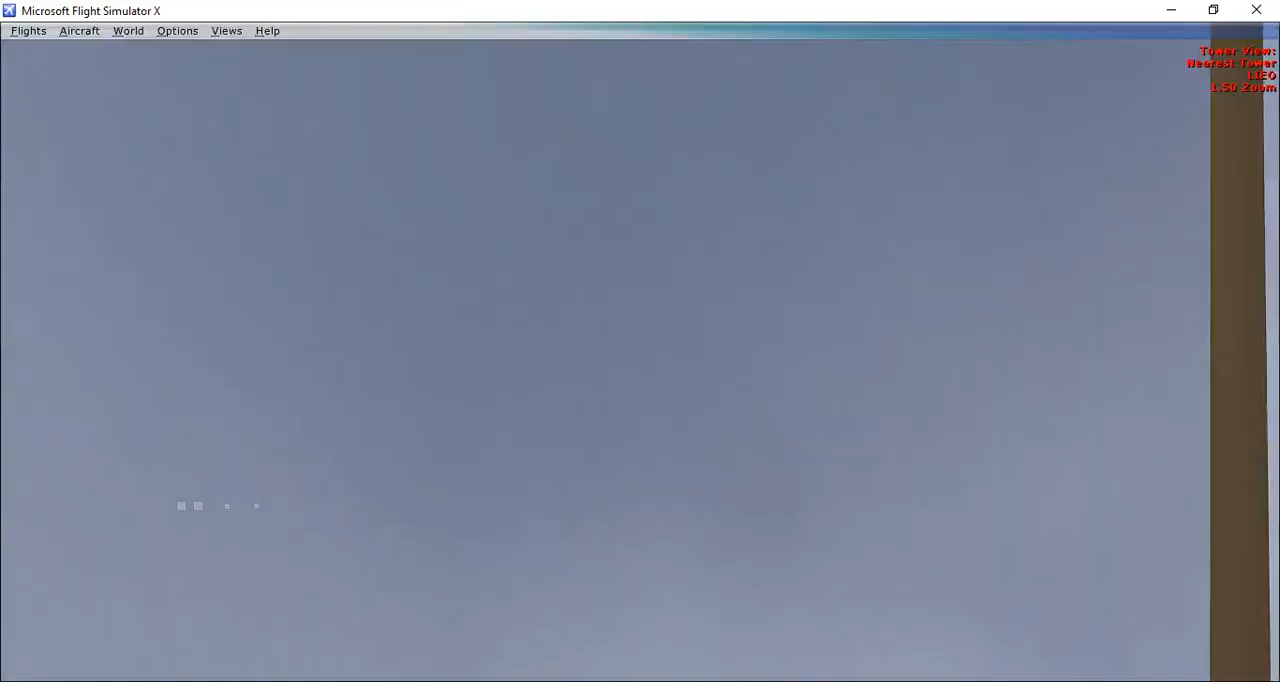 Microsoft Flight Simulator X
Flights Aircraft World Options Views Help
Tower View:
Nearest Tower
LIEO
1.50 Zoom